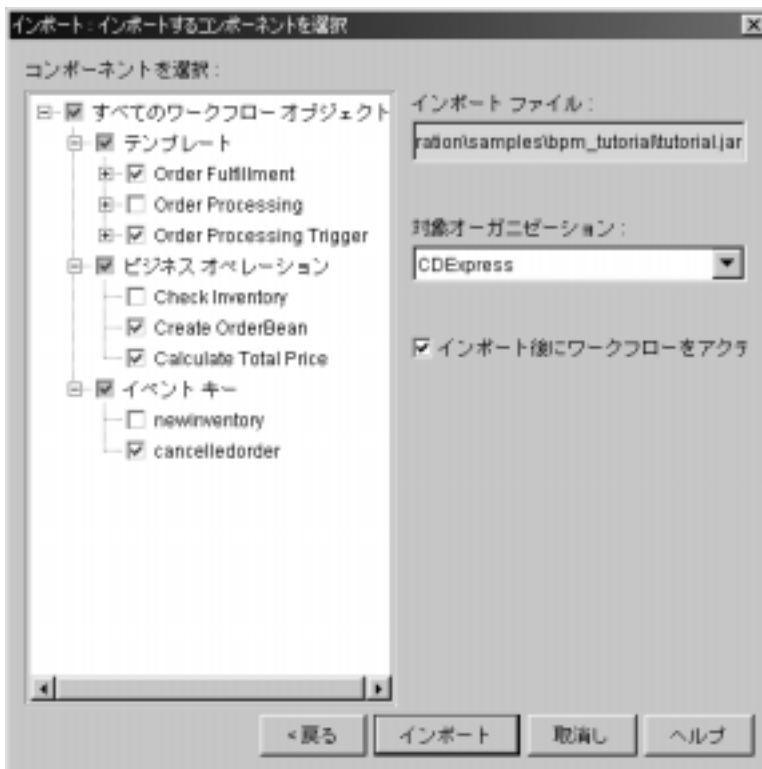 インポート：インポートするコンポーネントを選択
コンポーネントを選択：
すべてのワークフロー オブジェクト
テンプレート
Order Fulfillment
Order Processing
Order Processing Trigger
ビジネス オペレーション
Check Inventory
Create OrderBean
Calculate Total Price
イベント キー
newinventory
cancelledorder
インポート ファイル：
ration\samples\bpm_tutorial\tutorial.jar
対象オーガニゼーション：
CDExpress
インポート後にワークフローをアクテ
<戻る
インポート
取消し
ヘルプ